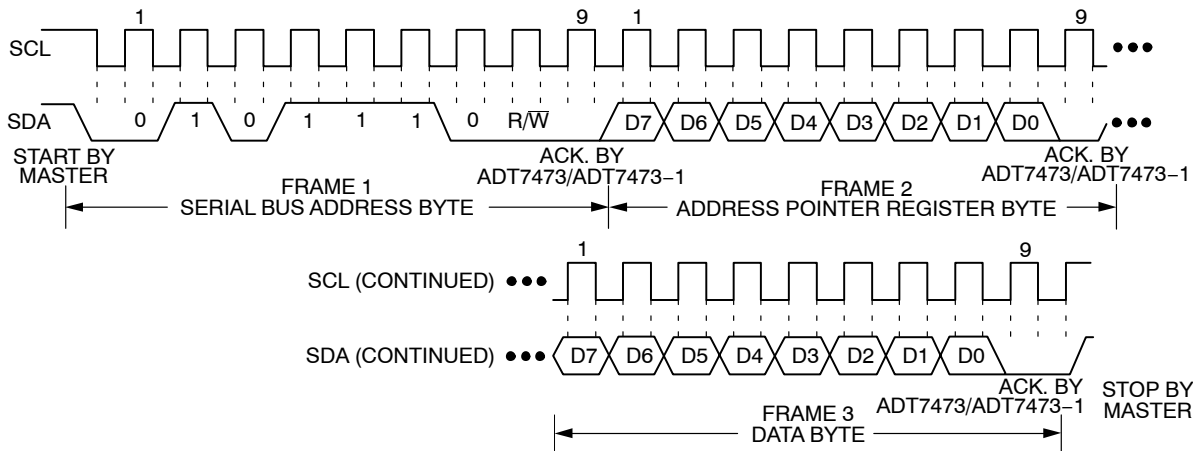 1 9 1 9
SCL
SDA 0 1 0 1 1 1 0 R/W̅ D7 D6 D5 D4 D3 D2 D1 D0
START BY
MASTER
ACK. BY
ADT7473/ADT7473–1
ACK. BY
ADT7473/ADT7473–1
FRAME 1
SERIAL BUS ADDRESS BYTE
FRAME 2
ADDRESS POINTER REGISTER BYTE
1 9
SCL (CONTINUED)
SDA (CONTINUED) D7 D6 D5 D4 D3 D2 D1 D0
ACK. BY
ADT7473/ADT7473–1
STOP BY
MASTER
FRAME 3
DATA BYTE